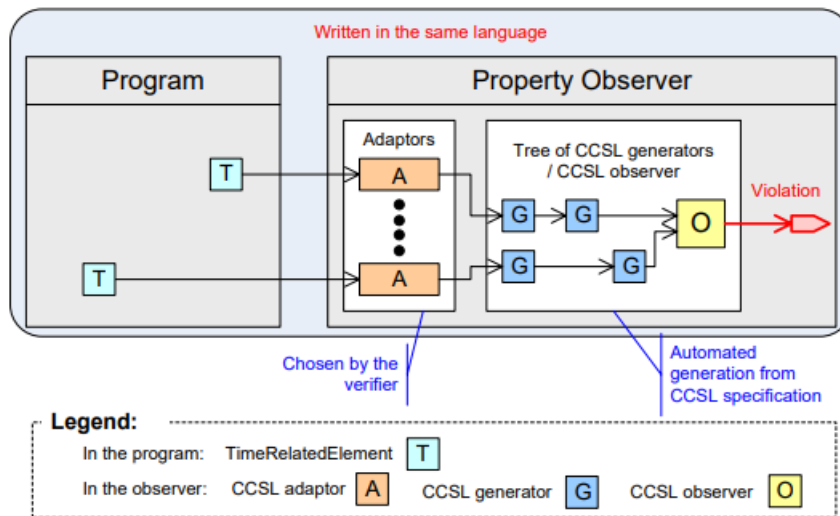 Written in the same language
Program
Property Observer
Adaptors
Tree of CCSL generators
/ CCSL observer
Violation
T
A
G
G
O
T
A
G
G
Chosen by the
verifier
Automated
generation from
CCSL specification
Legend:
In the program: TimeRelatedElement T
In the observer: CCSL adaptor A CCSL generator G CCSL observer O